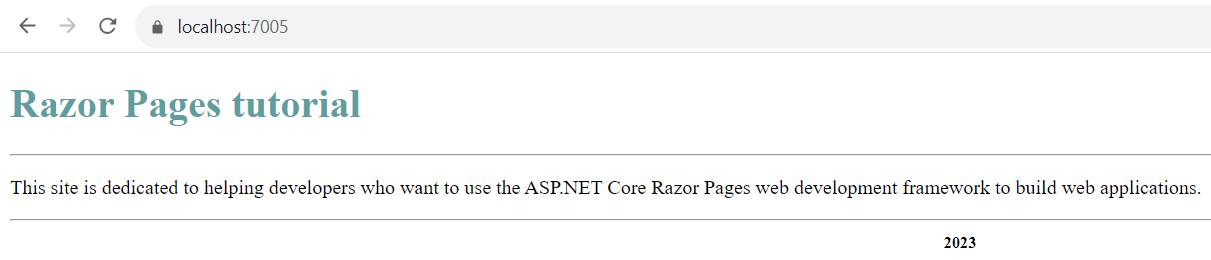 localhost:7005
Razor Pages tutorial
This site is dedicated to helping developers who want to use the ASP.NET Core Razor Pages web development framework to build web applications.
2023